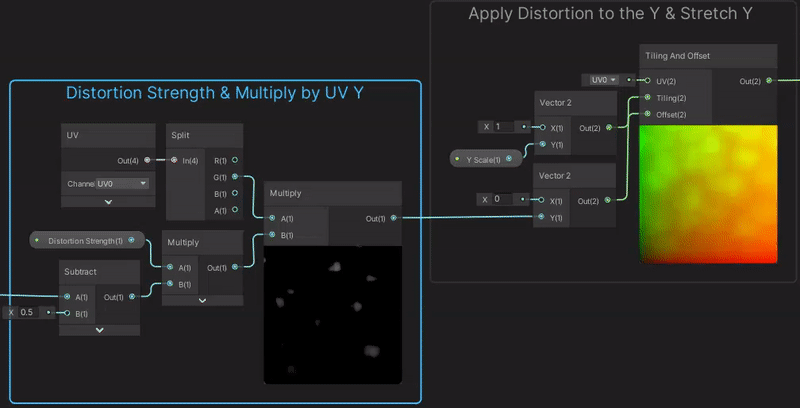 Apply Distortion to the Y & Stretch Y
Tiling And Offset
UV0
UV(2)
Out(2)
Tiling(2)
Offset(2)
Vector 2
X 1
X(1)
Out(2)
Y(1)
Y Scale(1)
Vector 2
X 0
X(1)
Out(2)
Y(1)
Distortion Strength & Multiply by UV Y
UV
Out(4)
Channe UV0
Split
In(4)
R(1)
G(1)
B(1)
A(1)
Multiply
A(1)
Out(1)
B(1)
Distortion Strength(1)
Multiply
A(1)
Out(1)
B(1)
Subtract
A(1)
Out(1)
B(1)
X 0.5